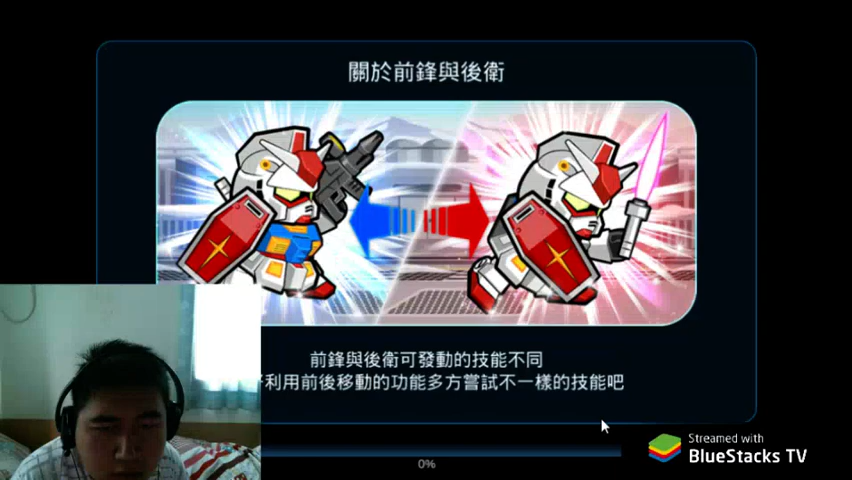 關於前鋒與後衛
前鋒與後衛可發動的技能不同
利用前後移動的功能多方嘗試不一樣的技能吧
0%
Streamed with
BlueStacks TV